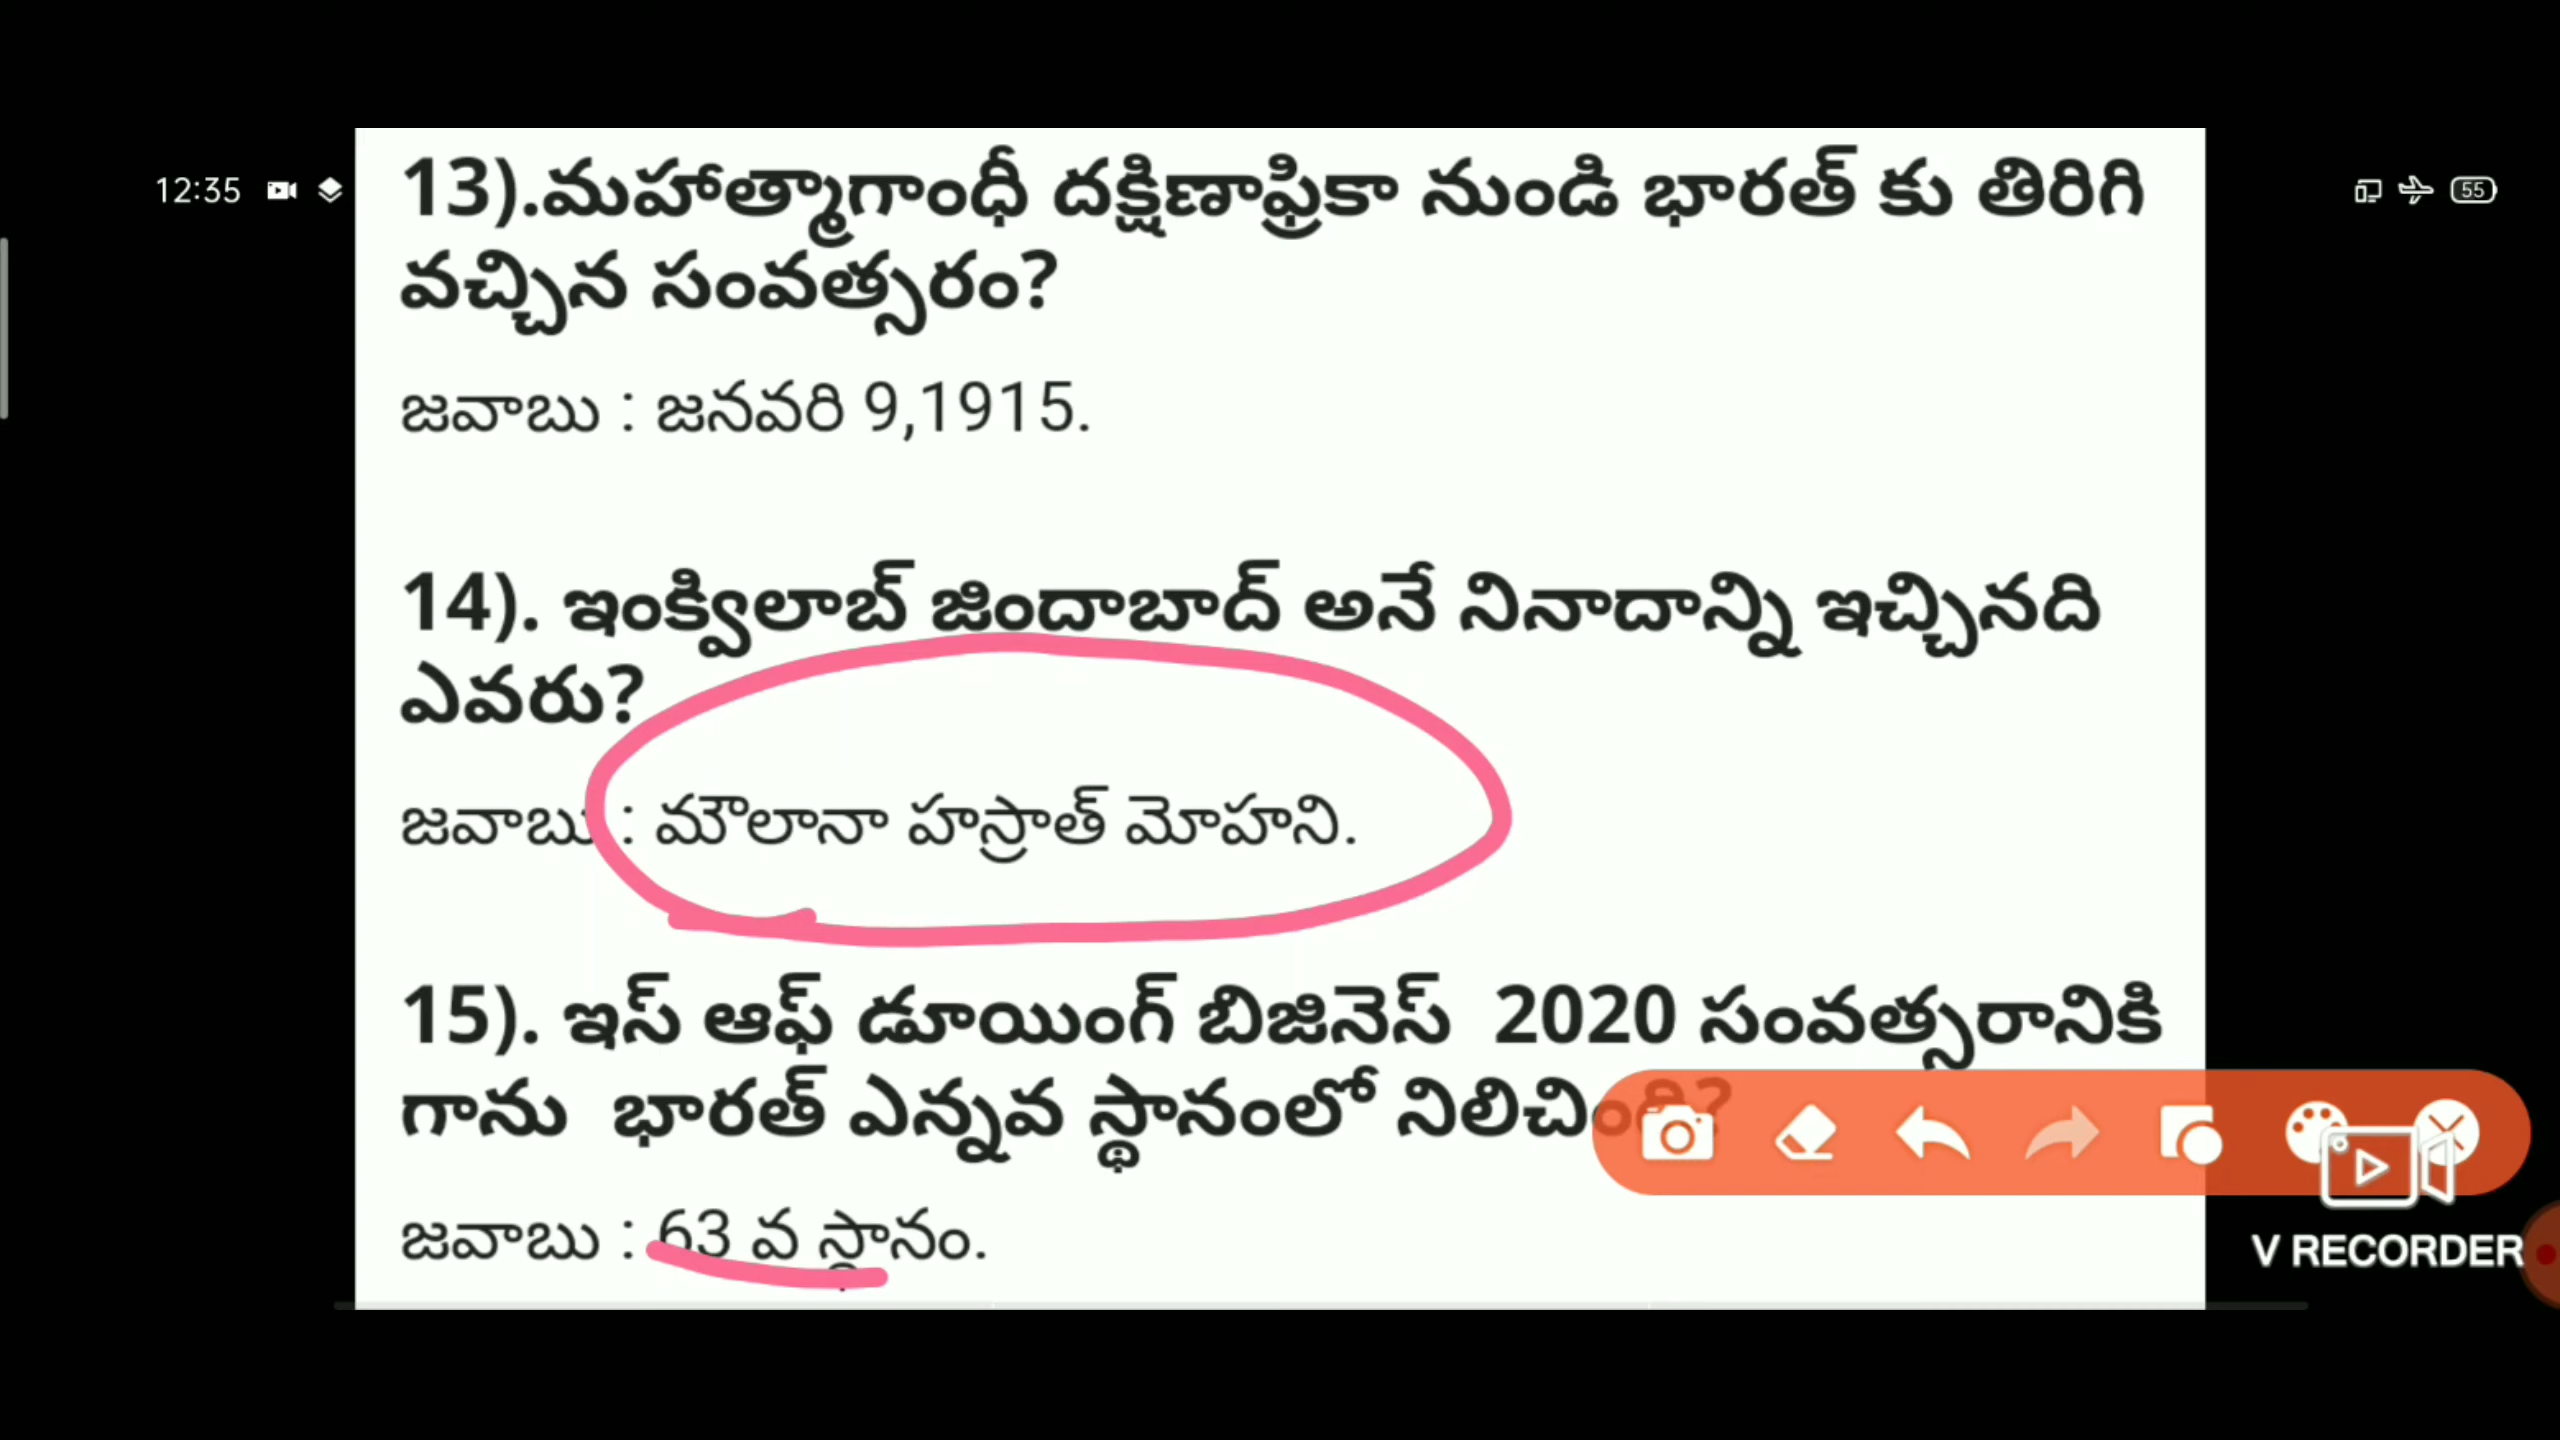 12:35
55
13).మహాత్మాగాంధీ దక్షిణాఫ్రికా నుండి భారత్ కు తిరిగి
వచ్చిన సంవత్సరం?
జవాబు : జనవరి 9,1915.
14). ఇంక్విలాబ్ జిందాబాద్ అనే నినాదాన్ని ఇచ్చినది
ఎవరు?
జవాబు : మౌలానా హస్రాత్ మోహని.
15). ఇస్ ఆఫ్ డూయింగ్ బిజినెస్ 2020 సంవత్సరానికి
గాను భారత్ ఎన్నవ స్థానంలో నిలిచింది?
జవాబు : 63 వ స్థానం.
V RECORDER